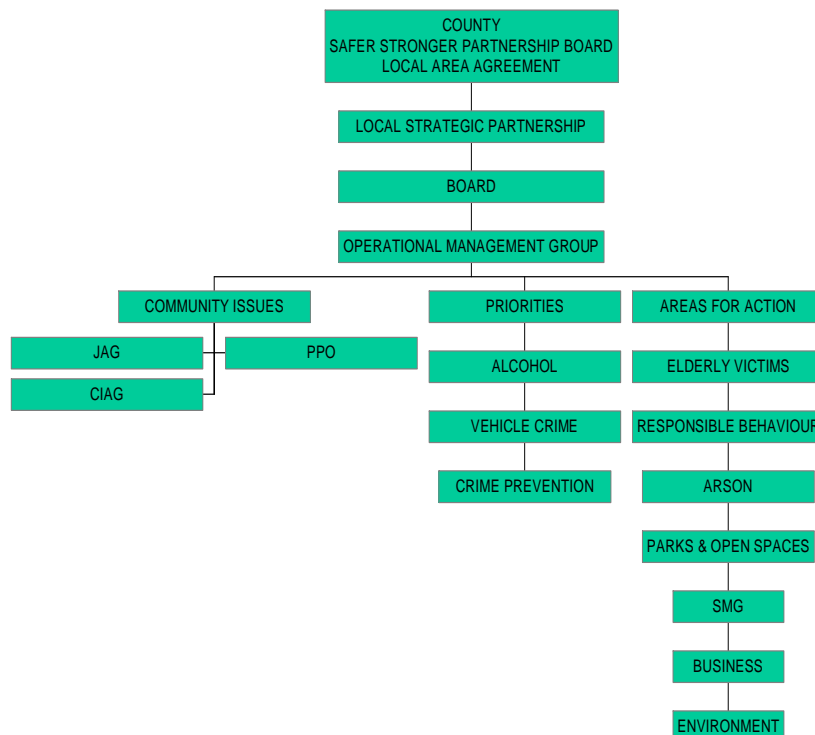 COUNTY
SAFER STRONGER PARTNERSHIP BOARD
LOCAL AREA AGREEMENT
LOCAL STRATEGIC PARTNERSHIP
BOARD
OPERATIONAL MANAGEMENT GROUP
COMMUNITY ISSUES
JAG
PPO
CIAG
PRIORITIES
ALCOHOL
VEHICLE CRIME
CRIME PREVENTION
AREAS FOR ACTION
ELDERLY VICTIMS
RESPONSIBLE BEHAVIOUR
ARSON
PARKS & OPEN SPACES
SMG
BUSINESS
ENVIRONMENT